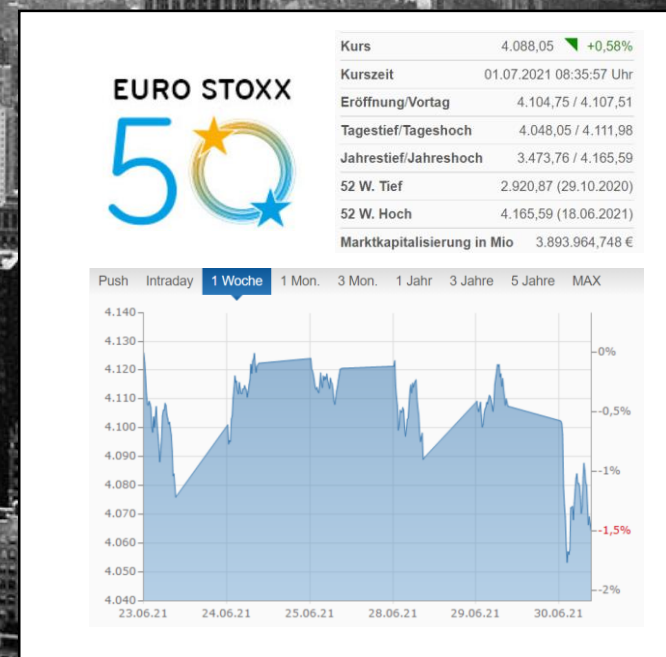 EURO STOXX
50
Kurs 4.088,05 +0,58%
Kurszeit 01.07.2021 08:35:57 Uhr
Eröffnung/Vortag 4.104,75 / 4.107,51
Tagestief/Tageshoch 4.048,05 / 4.111,98
Jahrestief/Jahreshoch 3.473,76 / 4.165,59
52 W. Tief 2.920,87 (29.10.2020)
52 W. Hoch 4.165,59 (18.06.2021)
Marktkapitalisierung in Mio 3.893.964,748 €
Push Intraday 1 Woche 1 Mon. 3 Mon. 1 Jahr 3 Jahre 5 Jahre MAX
4.140
4.130
4.120
4.110
4.100
4.090
4.080
4.070
4.060
4.050
4.040
0%
-0,5%
-1%
-1,5%
-2%
23.06.21 24.06.21 25.06.21 28.06.21 29.06.21 30.06.21